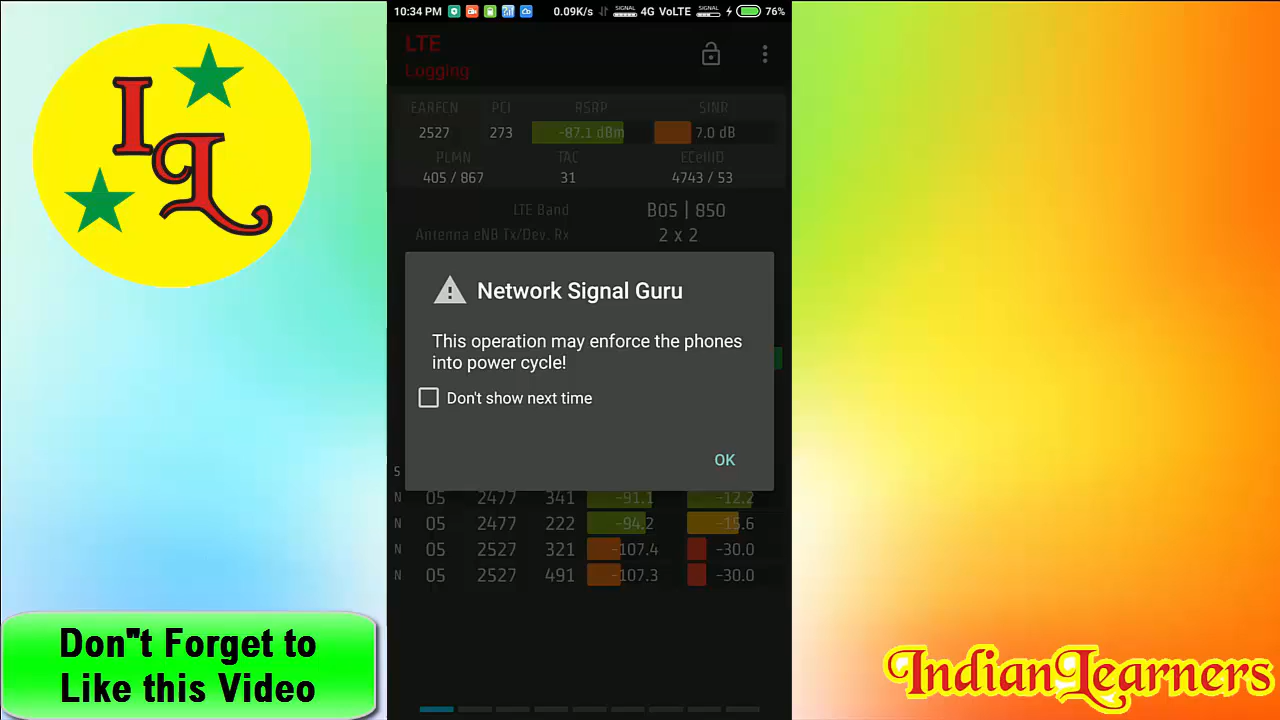 IL
Don"t Forget to
Like this Video
10:34 PM 0.09K/s SIGNAL 4G VoLTE SIGNAL 76%
LTE
Logging
EARFCN PCI RSRP SINR
2527 273 -87.1 dBm 7.0 dB
PLMN TAC ECellID
405 / 867 31 4743 / 53
LTE Band B05 | 850
Antenna eNB Tx/Dev. Rx 2 x 2
Network Signal Guru
This operation may enforce the phones
into power cycle!
Don't show next time
OK
S
N 05 2477 341 -91.1 -12.2
N 05 2477 222 -94.2 -15.6
N 05 2527 321 -107.4 -30.0
N 05 2527 491 -107.3 -30.0
IndianLearners